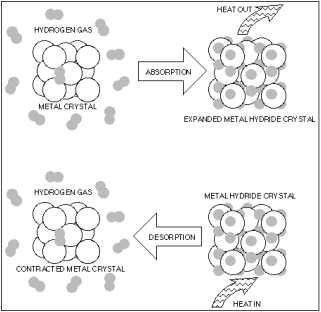 HEAT OUT
HYDROGEN GAS
ABSORPTION
METAL CRYSTAL
EXPANDED METAL HYDRIDE CRYSTAL
HYDROGEN GAS
METAL HYDRIDE CRYSTAL
DESORPTION
CONTRACTED METAL CRYSTAL
HEAT IN